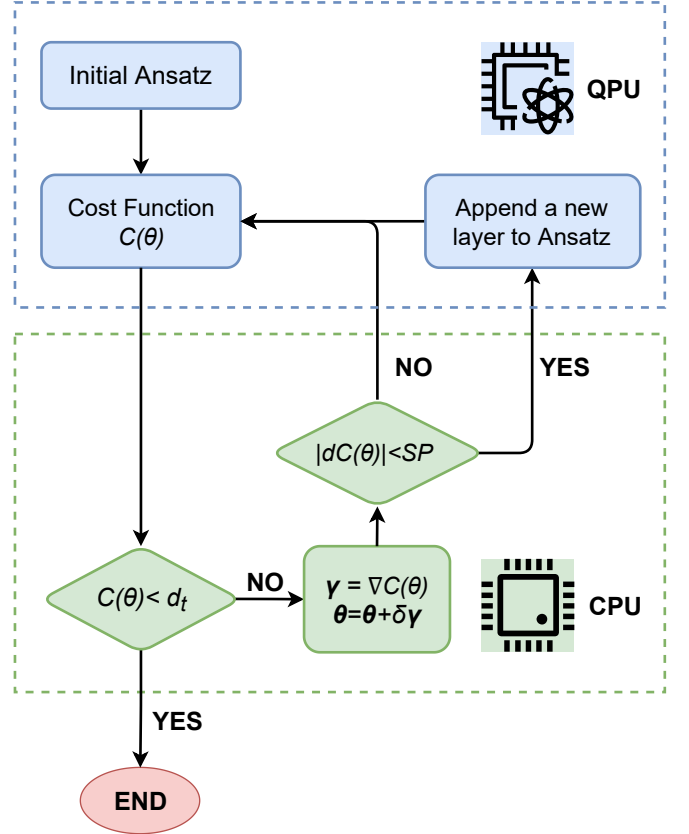 Initial Ansatz
QPU
Cost Function
C(θ)
Append a new
layer to Ansatz
NO
YES
|dC(θ)|<SP
C(θ)< dₜ
NO
γ = ∇C(θ)
θ=θ+δγ
CPU
YES
END